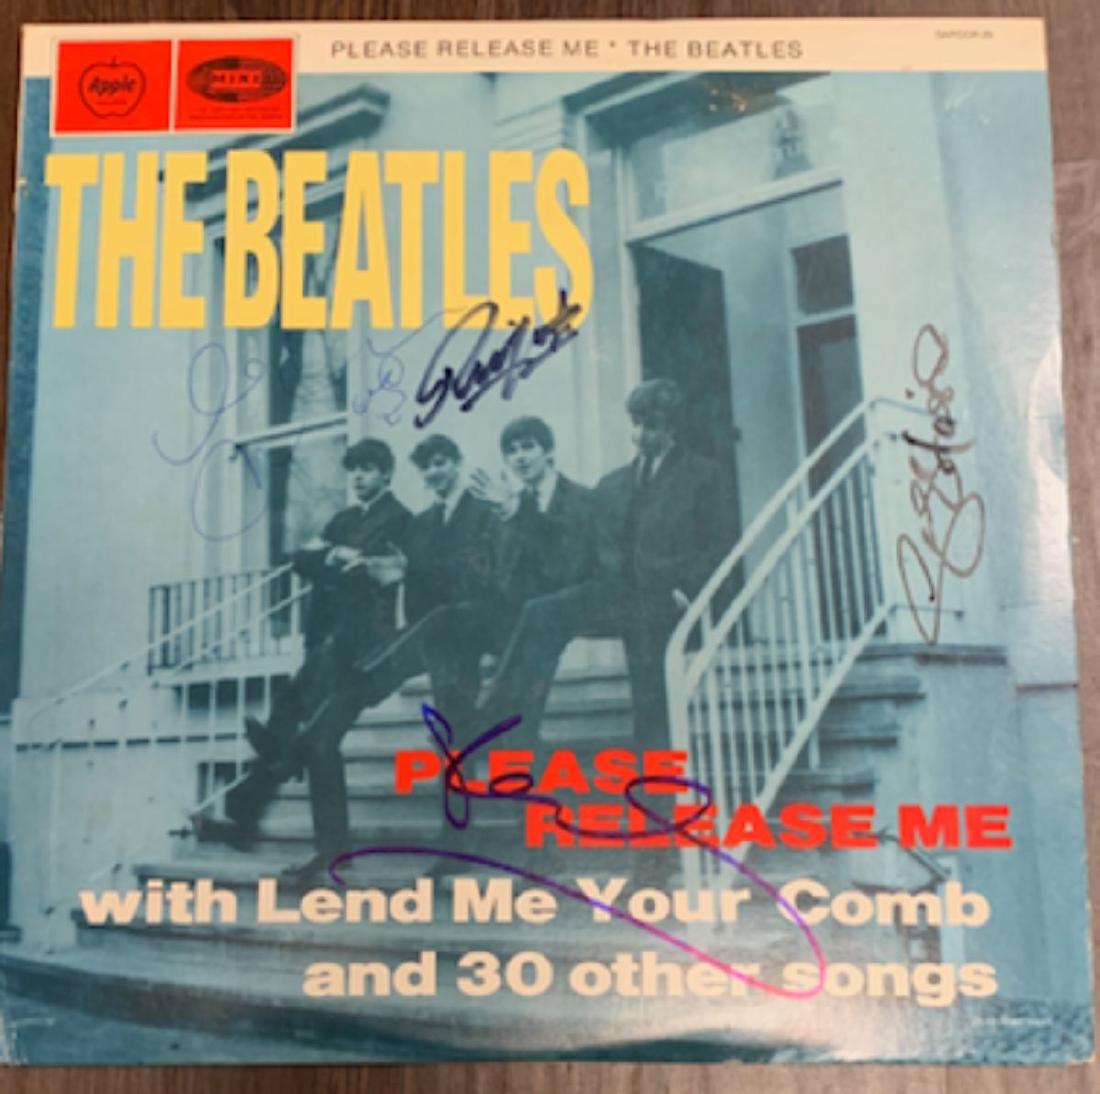 PLEASE RELEASE ME * THE BEATLES
Apple
MINI
THE BEATLES
PLEASE
RELEASE ME
with Lend Me Your Comb
and 30 other songs